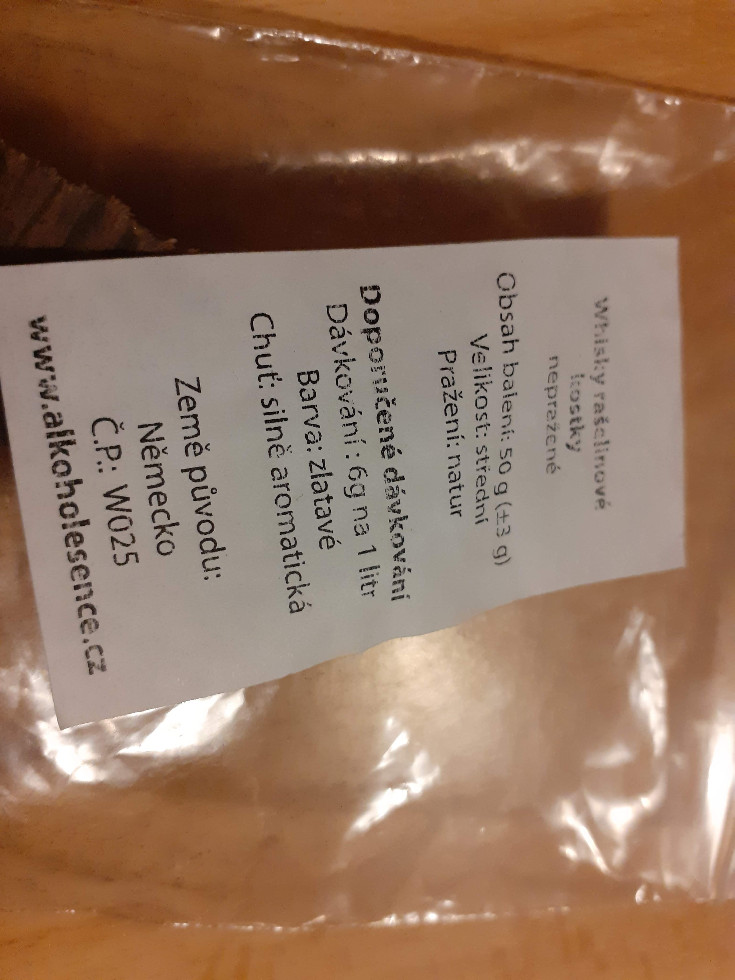 Whisky rašelinové
kostky
nepražené
Obsah balení: 50 g (±3 g)
Velikost: střední
Pražení: natur
Doporučené dávkování
Dávkování : 6g na 1 litr
Barva: zlatavé
Chuť: silně aromatická
Země původu:
Německo
Č.P.: W025
www.alkoholesence.cz